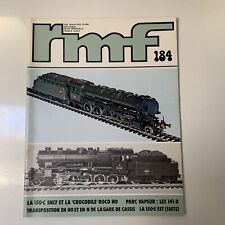 rmf
184
LA 150-C SNCF ET LA 'CROCODILE' ROCO HO PARC VAPEUR : LES 141-R
TRANSPOSITION EN HO ET EN N DE LA GARE DE CASSIS LA 150 E EST (SUITE)